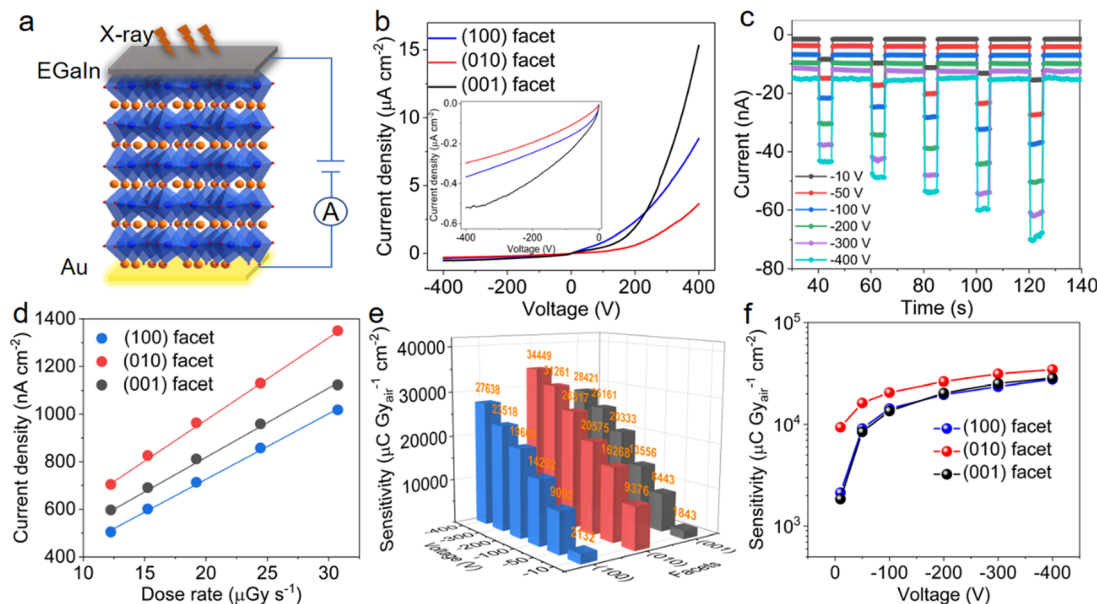 a
X-ray
EGaIn
Au
A
b
Current density (μA cm⁻²)
15
10
5
0
(100) facet
(010) facet
(001) facet
Current density (μA cm⁻²)
0.0
-0.2
-0.4
-0.6
-400
-200
0
Voltage (V)
-400
-200
0
200
400
Voltage (V)
c
Current (nA)
0
-20
-40
-60
-80
-10 V
-50 V
-100 V
-200 V
-300 V
-400 V
40
60
80
100
120
140
Time (s)
d
Current density (nA cm⁻²)
1400
1200
1000
800
600
400
(100) facet
(010) facet
(001) facet
10
15
20
25
30
Dose rate (μGy s⁻¹)
e
Sensitivity (μC Gyair⁻¹ cm⁻²)
40000
30000
20000
10000
27638
23518
14292
2132
34449
20575
16268
9376
28421
20333
13556
8443
1843
-400
-300
-200
-100
-50
-10
Voltage (V)
(100)
(010)
(001)
Facets
f
Sensitivity (μC Gyair⁻¹ cm⁻²)
10⁵
10⁴
10³
(100) facet
(010) facet
(001) facet
0
-100
-200
-300
-400
Voltage (V)